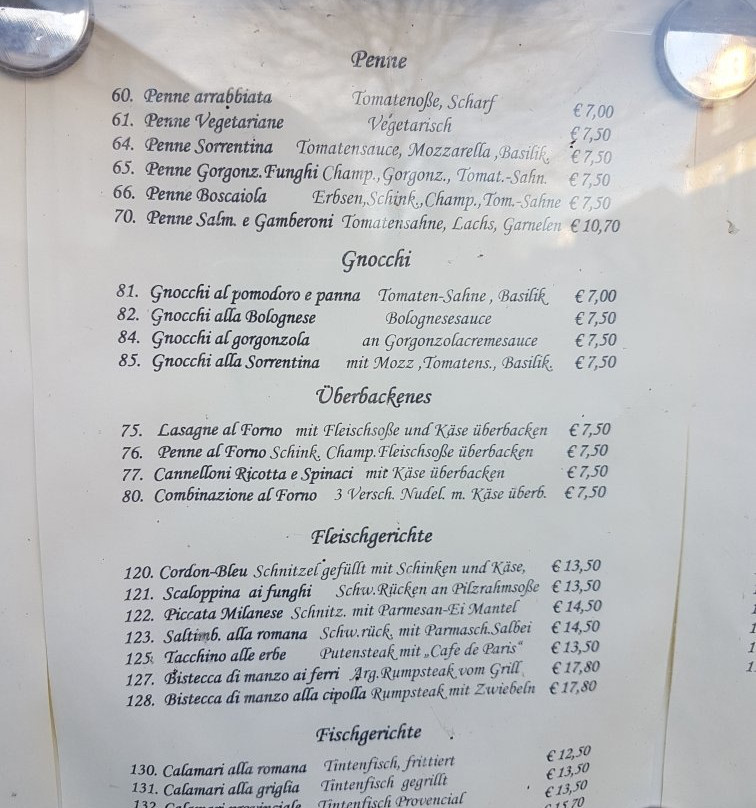 Penne
60. Penne arrabbiata Tomatenoße, Scharf € 7,00
61. Penne Vegetariane Vegetarisch € 7,50
64. Penne Sorrentina Tomatensauce, Mozzarella ,Basilik. € 7,50
65. Penne Gorgonz.Funghi Champ.,Gorgonz., Tomat.-Sahn. € 7,50
66. Penne Boscaiola Erbsen,Schink.,Champ.,Tom.-Sahne € 7,50
70. Penne Salm. e Gamberoni Tomatensahne, Lachs, Garnelen € 10,70
Gnocchi
81. Gnocchi al pomodoro e panna Tomaten-Sahne , Basilik € 7,00
82. Gnocchi alla Bolognese Bolognesesauce € 7,50
84. Gnocchi al gorgonzola an Gorgonzolacremesauce € 7,50
85. Gnocchi alla Sorrentina mit Mozz ,Tomatens., Basilik. € 7,50
Überbackenes
75. Lasagne al Forno mit Fleischsoße und Käse überbacken € 7,50
76. Penne al Forno Schink. Champ.Fleischsoße überbacken € 7,50
77. Cannelloni Ricotta e Spinaci mit Käse überbacken € 7,50
80. Combinazione al Forno 3 Versch. Nudel. m. Käse überb. € 7,50
Fleischgerichte
120. Cordon-Bleu Schnitzel gefüllt mit Schinken und Käse, € 13,50
121. Scaloppina ai funghi Schw.Rücken an Pilzrahmsoße € 13,50
122. Piccata Milanese Schnitz. mit Parmesan-Ei Mantel € 14,50
123. Saltimb. alla romana Schw.rück. mit Parmasch.Salbei € 14,50
125. Tacchino alle erbe Putensteak mit „Cafe de Paris“ € 13,50
127. Bistecca di manzo ai ferri Arg.Rumpsteak vom Grill € 17,80
128. Bistecca di manzo alla cipolla Rumpsteak mit Zwiebeln € 17,80
Fischgerichte
130. Calamari alla romana Tintenfisch, frittiert € 12,50
131. Calamari alla griglia Tintenfisch gegrillt € 13,50
132. Calamari Tintenfisch Provencial € 13,50